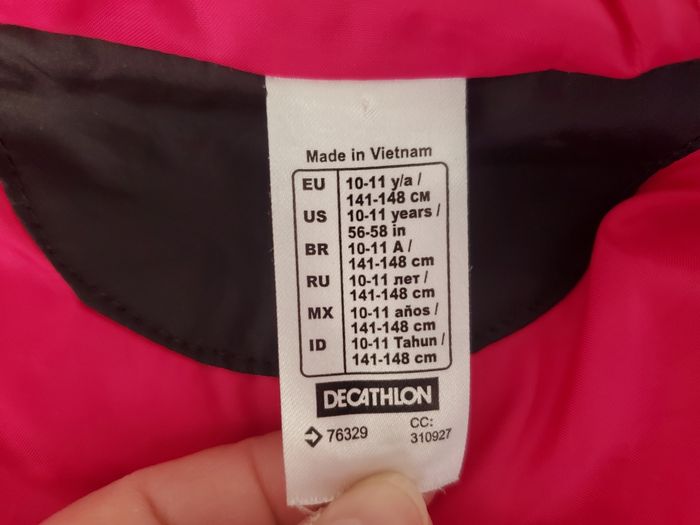 Made in Vietnam
EU 10-11 y/a /
141-148 CM
US 10-11 years /
56-58 in
BR 10-11 A /
141-148 cm
RU 10-11 лет /
141-148 cm
MX 10-11 años /
141-148 cm
ID 10-11 Tahun /
141-148 cm
DECATHLON
76329 CC:
310927